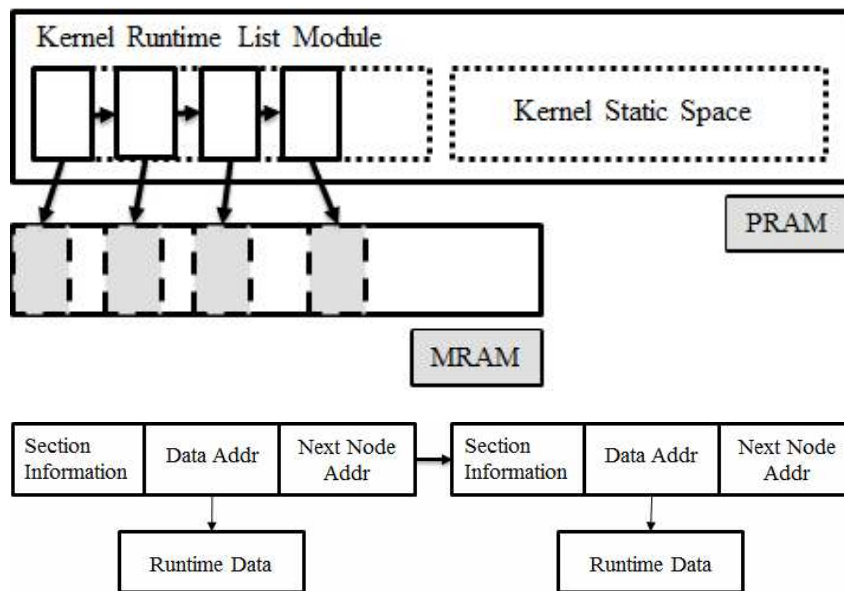 Kernel Runtime List Module
Kernel Static Space
PRAM
MRAM
Section
Information
Data Addr
Next Node
Addr
Section
Information
Data Addr
Next Node
Addr
Runtime Data
Runtime Data